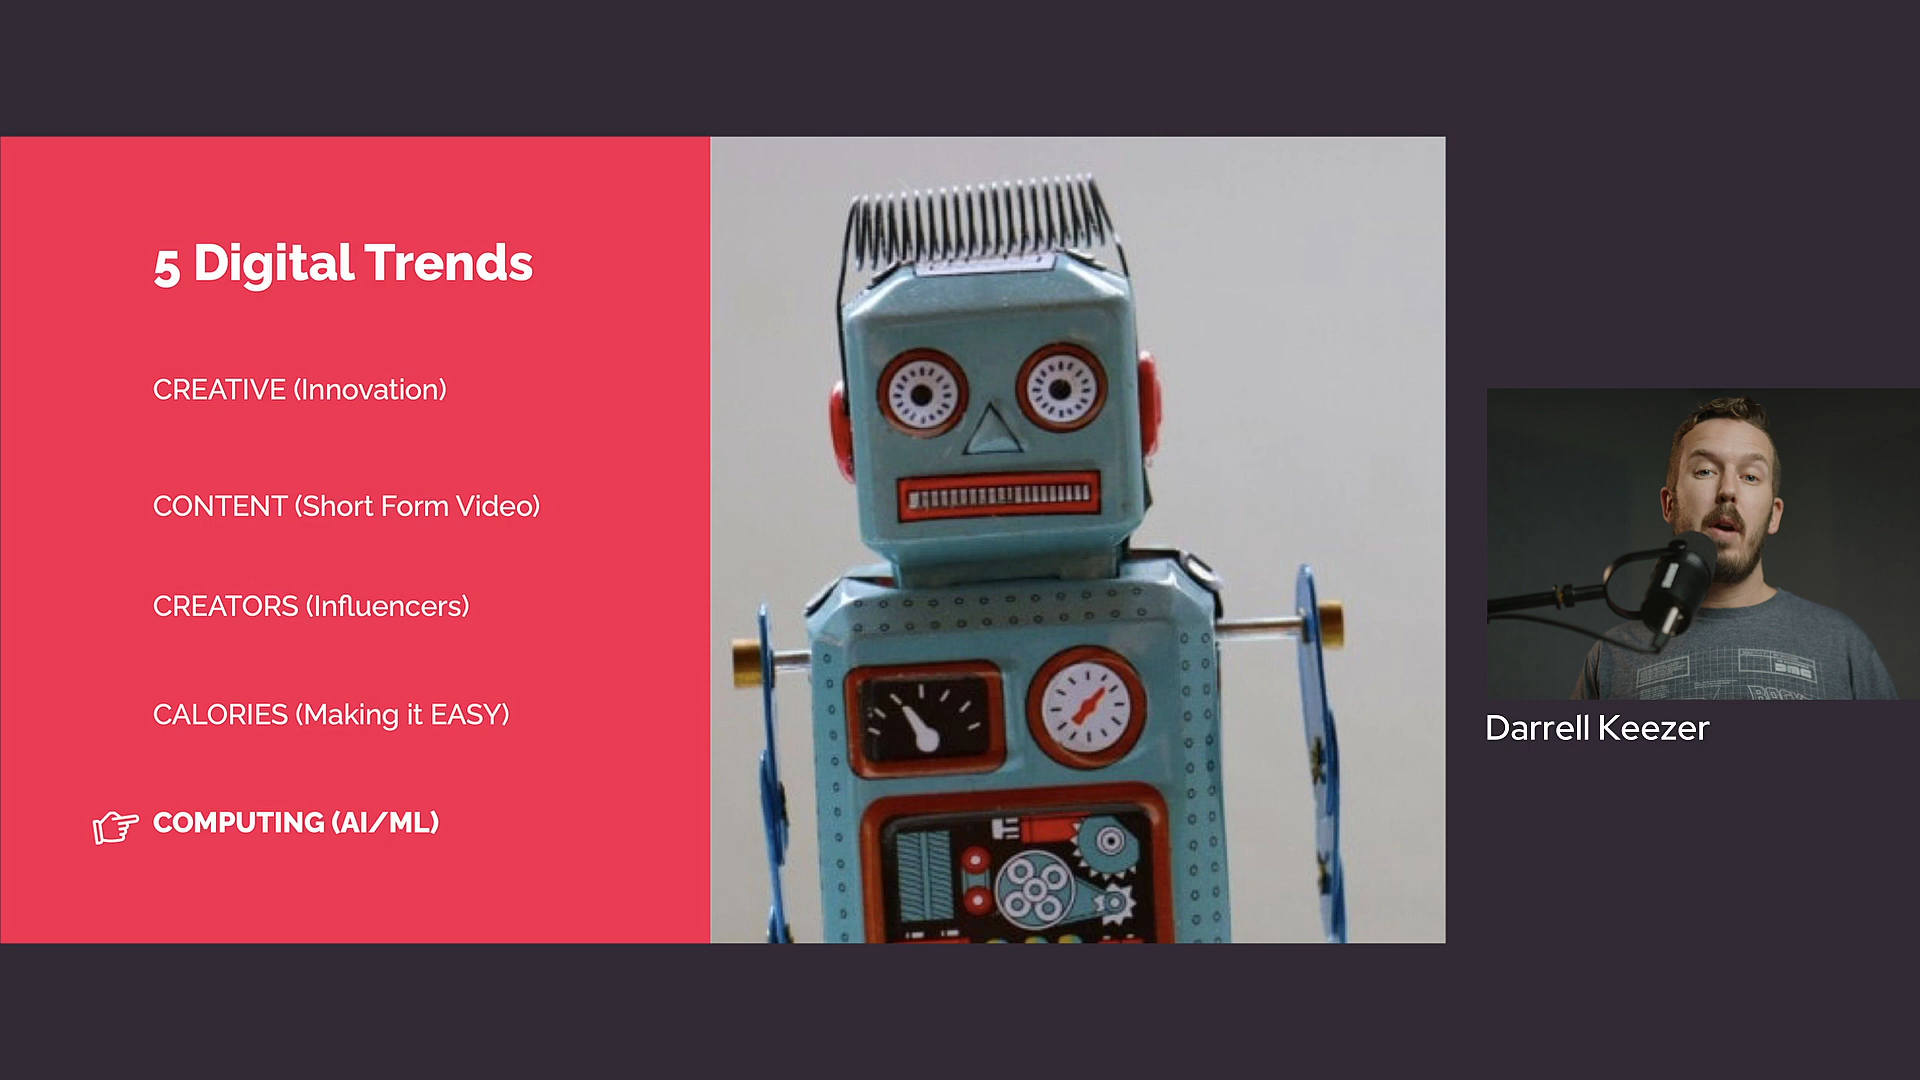 5 Digital Trends
CREATIVE (Innovation)
CONTENT (Short Form Video)
CREATORS (Influencers)
CALORIES (Making it EASY)
COMPUTING (AI/ML)
Darrell Keezer